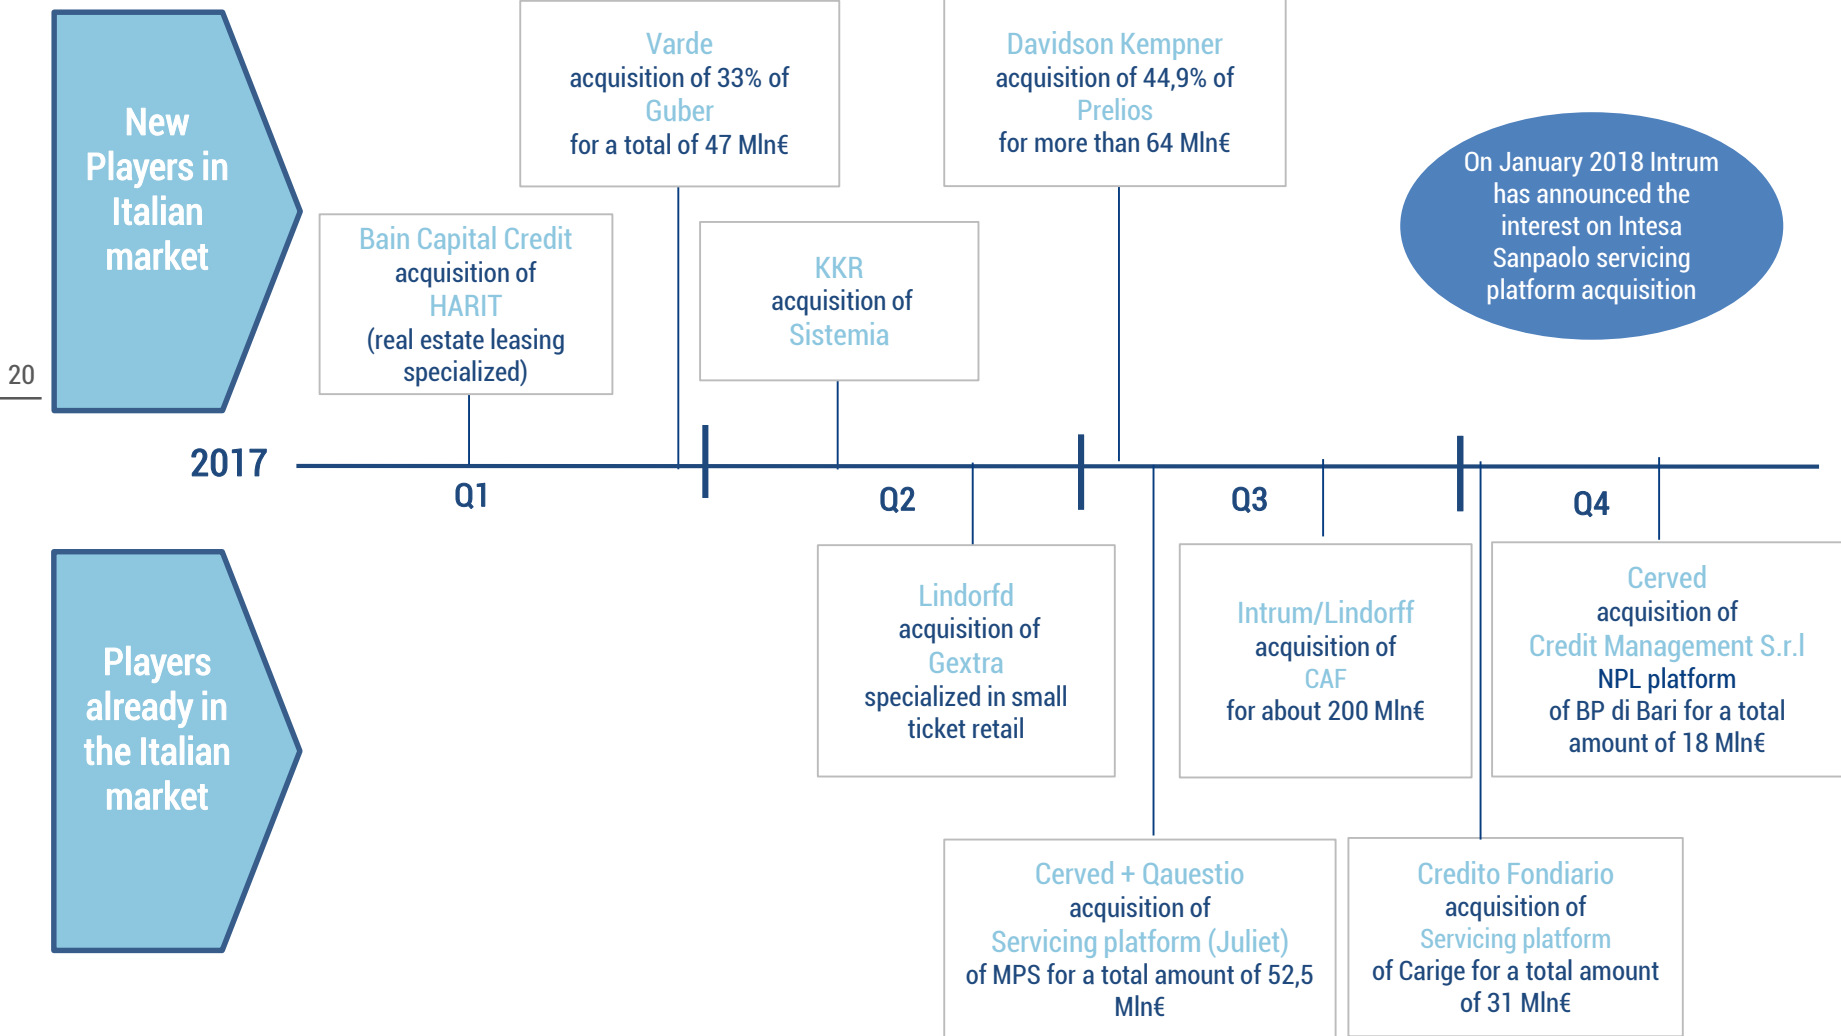 New
Players in
Italian
market
Varde
acquisition of 33% of
Guber
for a total of 47 Mln€
Davidson Kempner
acquisition of 44,9% of
Prelios
for more than 64 Mln€
On January 2018 Intrum
has announced the
interest on Intesa
Sanpaolo servicing
platform acquisition
Bain Capital Credit
acquisition of
HARIT
(real estate leasing
specialized)
KKR
acquisition of
Sistemia
20
2017
Q1
Q2
Q3
Q4
Players
already in
the Italian
market
Lindorfd
acquisition of
Gextra
specialized in small
ticket retail
Intrum/Lindorff
acquisition of
CAF
for about 200 Mln€
Cerved
acquisition of
Credit Management S.r.l
NPL platform
of BP di Bari for a total
amount of 18 Mln€
Cerved + Qauestio
acquisition of
Servicing platform (Juliet)
of MPS for a total amount of 52,5
Mln€
Credito Fondiario
acquisition of
Servicing platform
of Carige for a total amount
of 31 Mln€